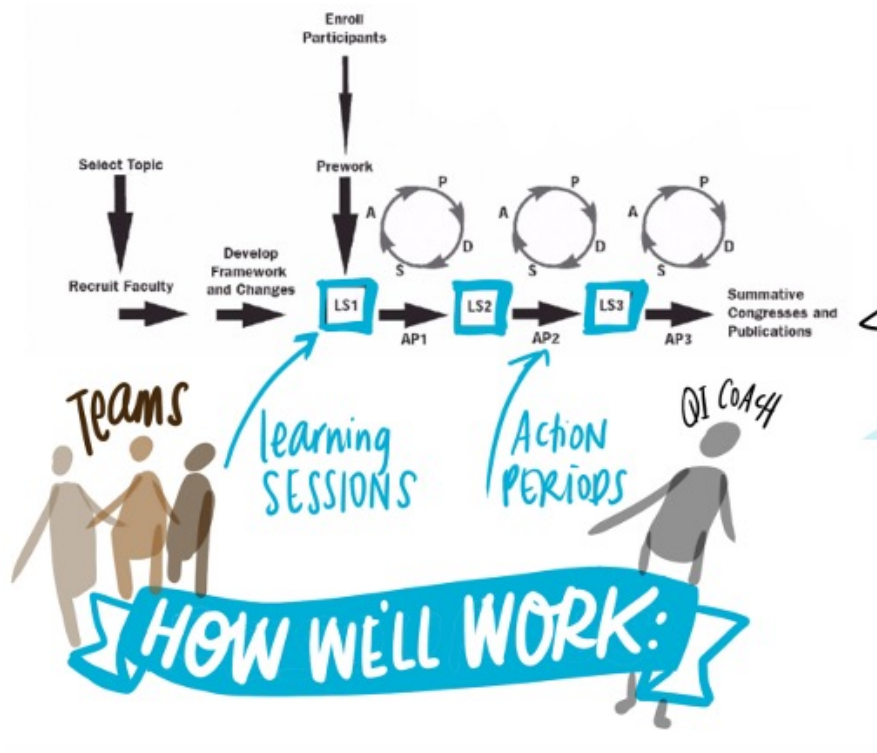 Enroll
Participants
Select Topic
Prework
P
A
D
S
P
A
D
S
P
A
D
S
Recruit Faculty
Develop
Framework
and Changes
LS1
LS2
LS3
AP1
AP2
AP3
Summative
Congresses and
Publications
Teams
learning
SESSIONS
Action
PERIODS
QI COACH
HOW WE'LL WORK: